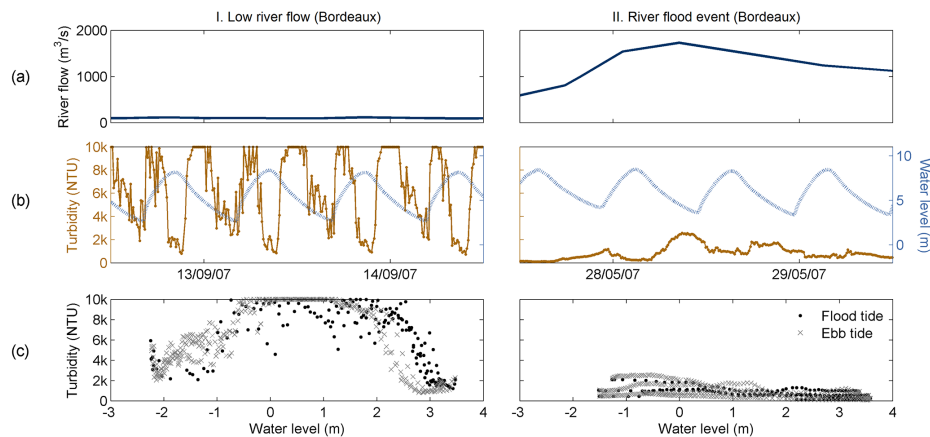 I. Low river flow (Bordeaux)
II. River flood event (Bordeaux)
(a)
River flow (m³/s)
2000
1000
0
(b)
Turbidity (NTU)
10k
8k
6k
4k
2k
0
13/09/07
14/09/07
28/05/07
29/05/07
10
5
0
Water level (m)
(c)
Turbidity (NTU)
10k
8k
6k
4k
2k
0
-3
-2
-1
0
1
2
3
4
Water level (m)
Flood tide
Ebb tide
-3
-2
-1
0
1
2
3
4
Water level (m)